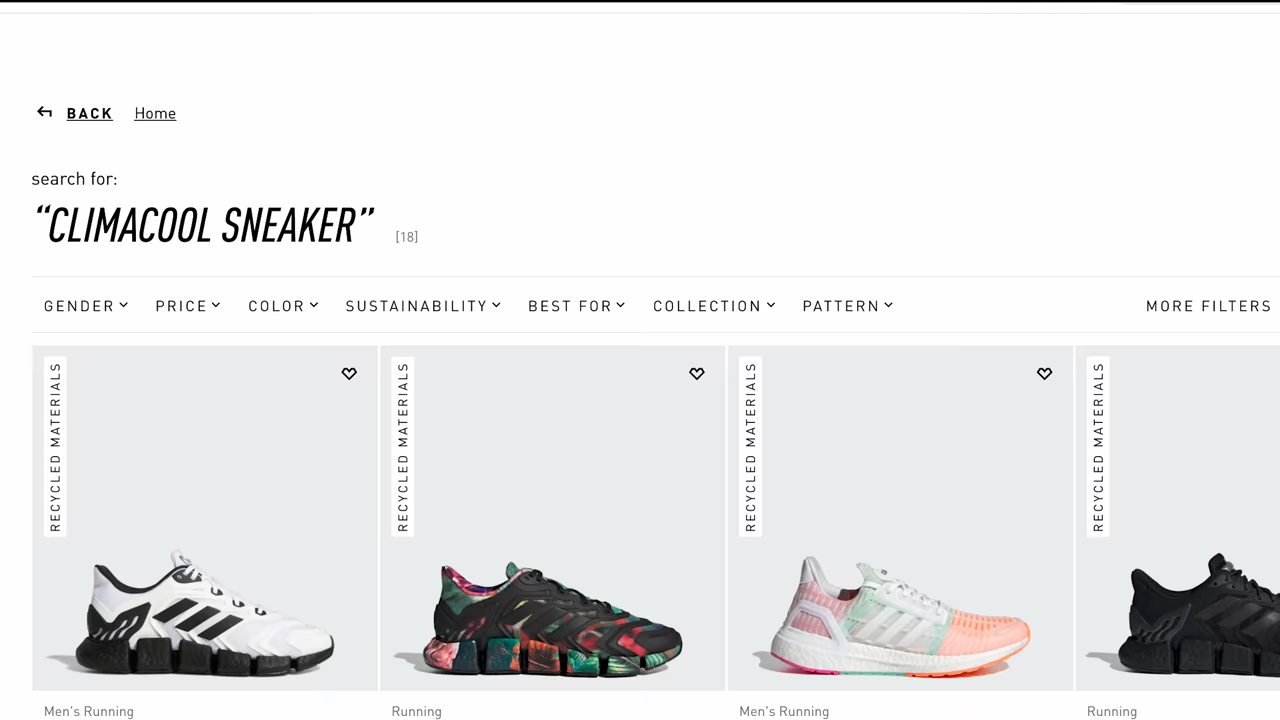 BACK Home
search for:
“CLIMACOOL SNEAKER” [18]
GENDER PRICE COLOR SUSTAINABILITY BEST FOR COLLECTION PATTERN MORE FILTERS
RECYCLED MATERIALS
RECYCLED MATERIALS
RECYCLED MATERIALS
RECYCLED MATERIALS
Men's Running
Running
Men's Running
Running